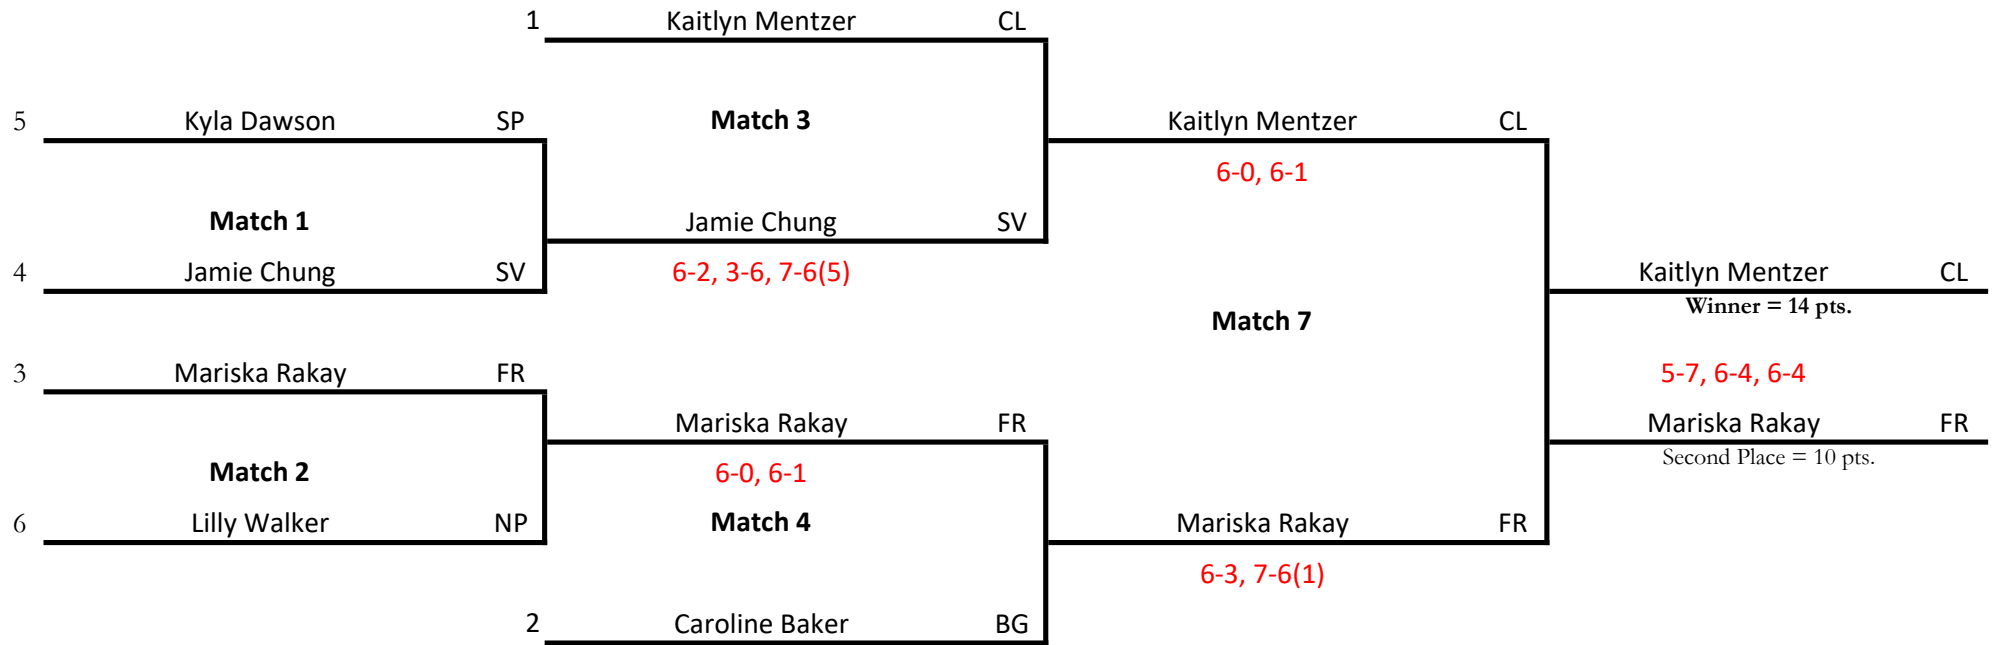 1 Kaitlyn Mentzer CL
5 Kyla Dawson SP Match 3 Kaitlyn Mentzer CL
6-0, 6-1
Match 1 Jamie Chung SV
4 Jamie Chung SV 6-2, 3-6, 7-6(5) Kaitlyn Mentzer CL
Winner = 14 pts.
Match 7
3 Mariska Rakay FR 5-7, 6-4, 6-4
Mariska Rakay FR Mariska Rakay FR
Second Place = 10 pts.
Match 2 6-0, 6-1
6 Lilly Walker NP Match 4 Mariska Rakay FR
6-3, 7-6(1)
2 Caroline Baker BG